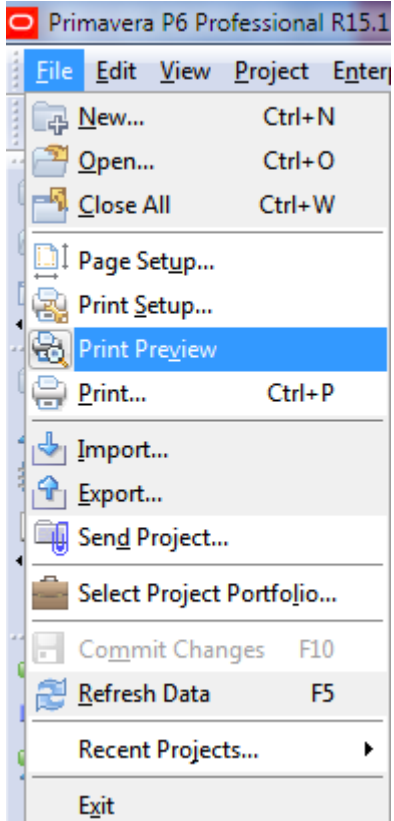 Primavera P6 Professional R15.1
File Edit View Project Enter
New... Ctrl+N
Open... Ctrl+O
Close All Ctrl+W
Page Setup...
Print Setup...
Print Preview
Print... Ctrl+P
Import...
Export...
Send Project...
Select Project Portfolio...
Commit Changes F10
Refresh Data F5
Recent Projects...
Exit